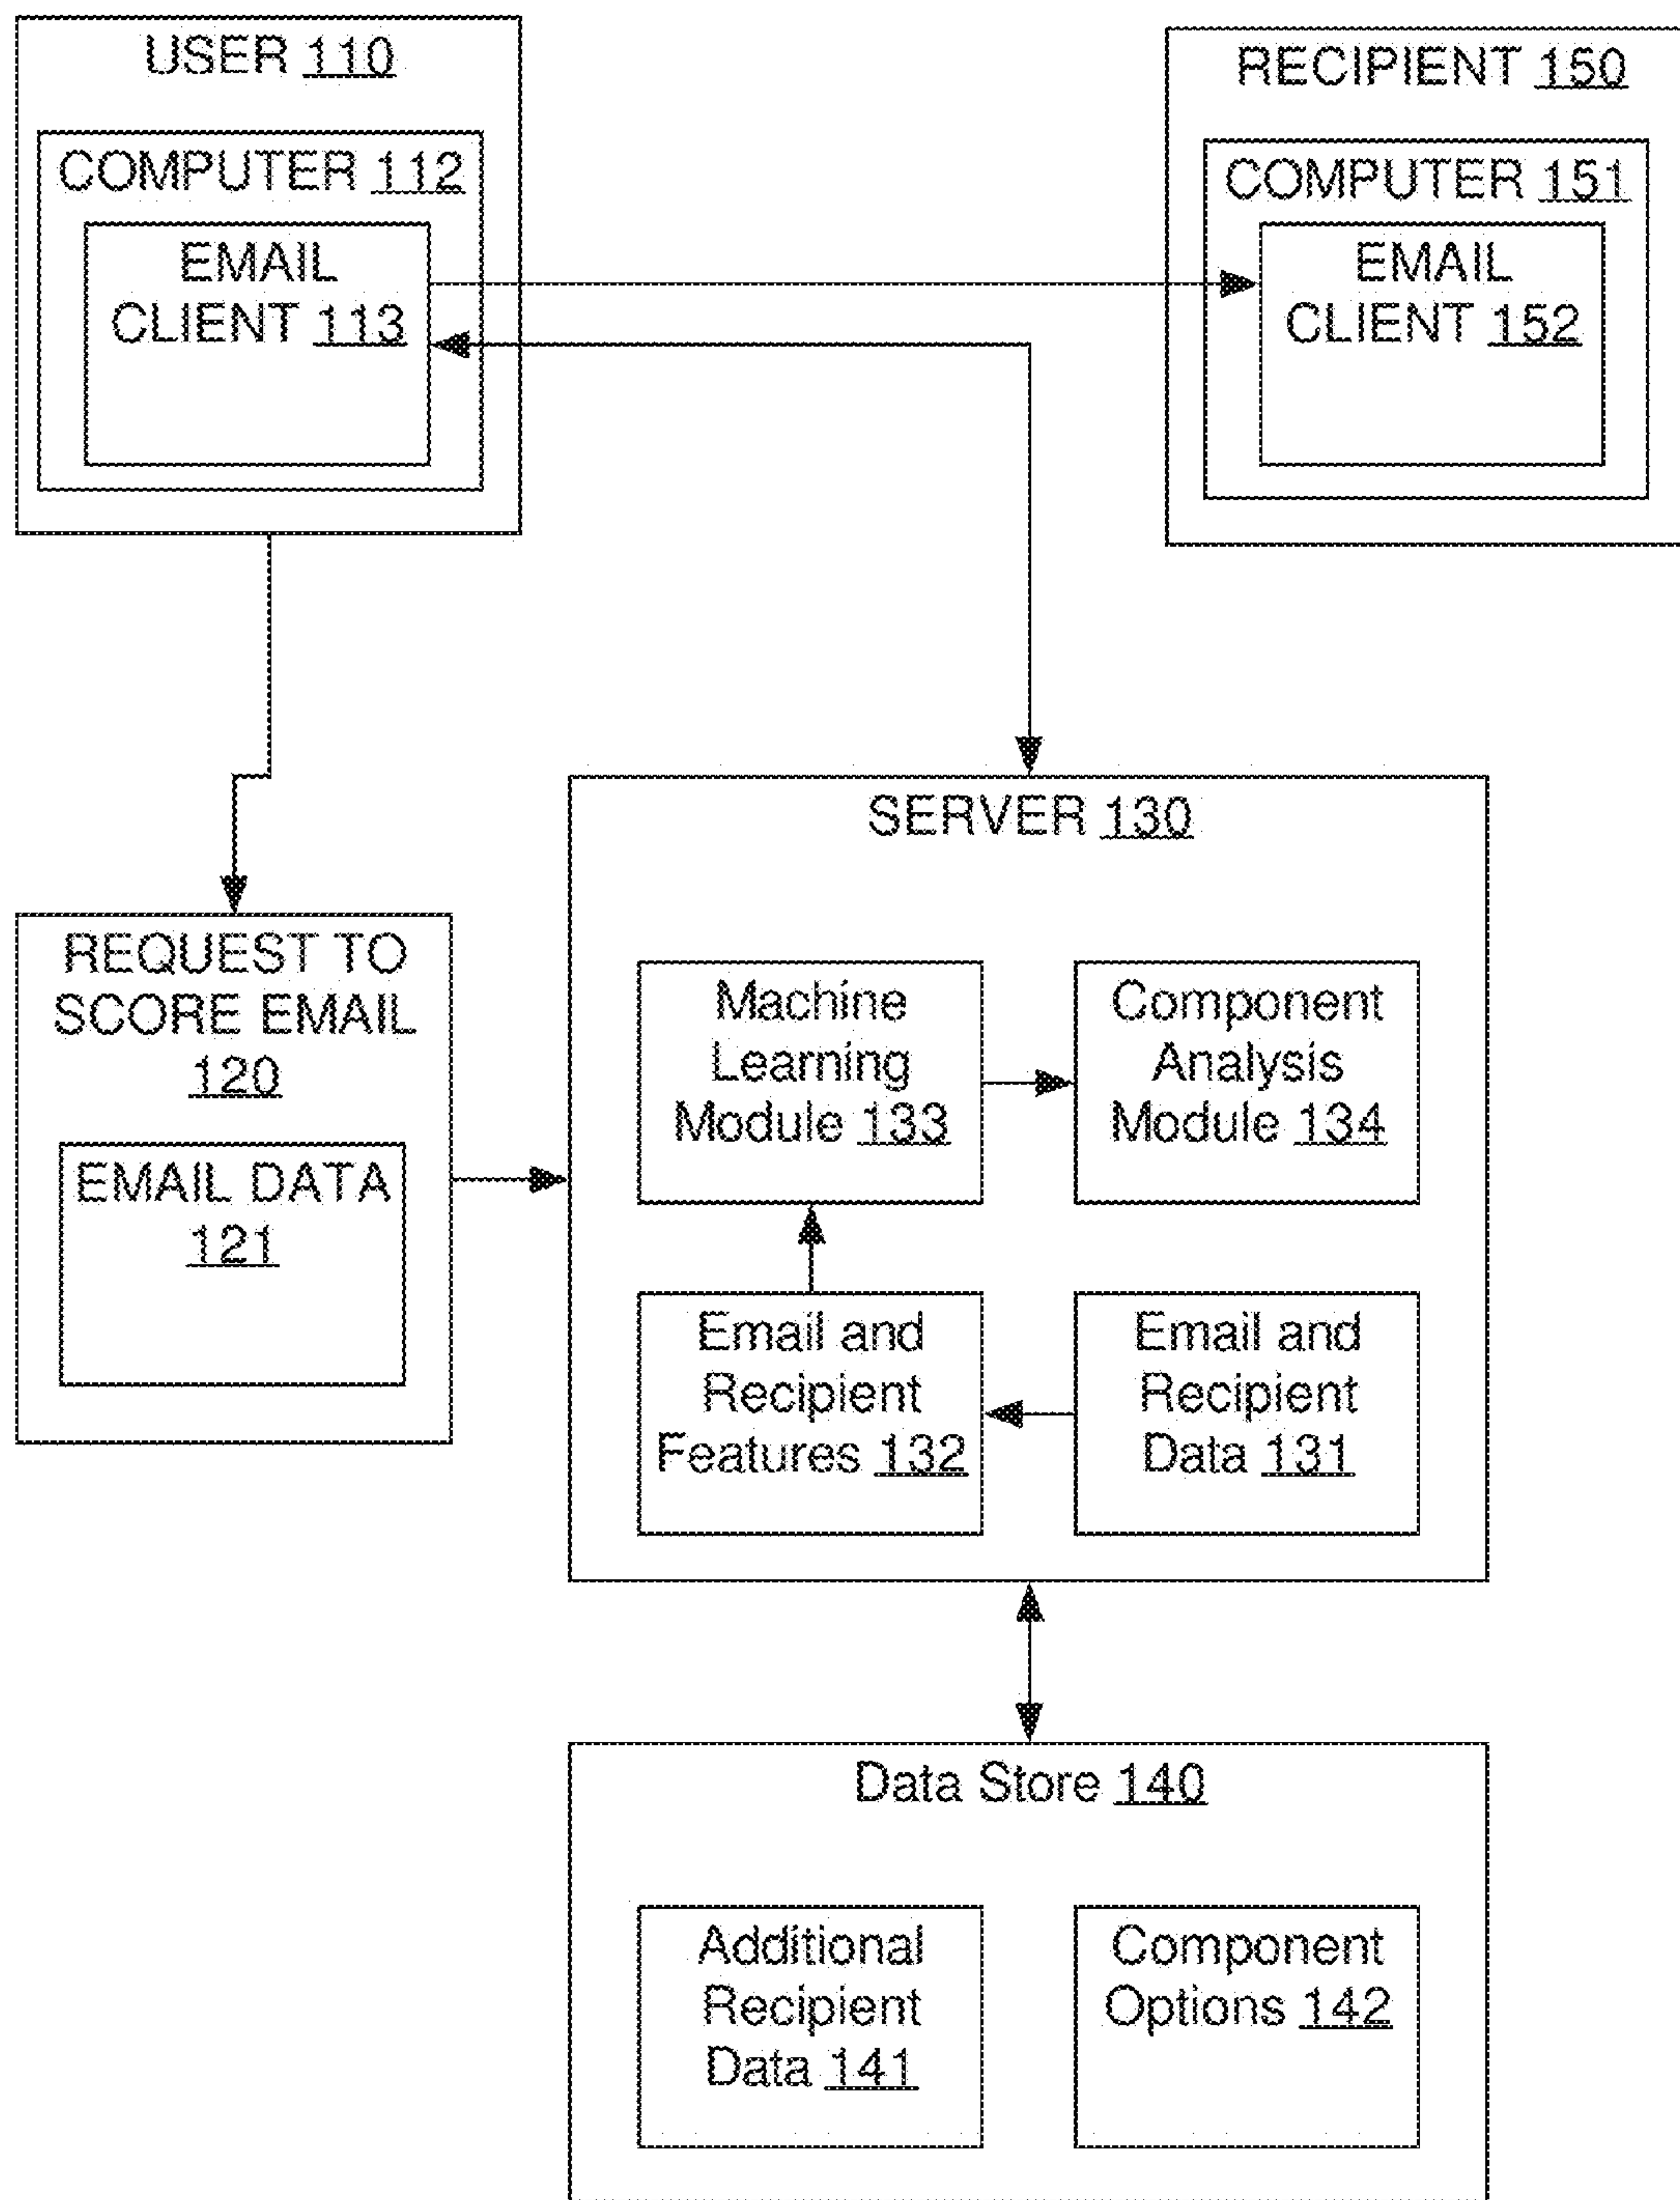 USER 110
COMPUTER 112
EMAIL
CLIENT 113
RECIPIENT 150
COMPUTER 151
EMAIL
CLIENT 152
REQUEST TO
SCORE EMAIL
120
EMAIL DATA
121
SERVER 130
Machine
Learning
Module 133
Component
Analysis
Module 134
Email and
Recipient
Features 132
Email and
Recipient
Data 131
Data Store 140
Additional
Recipient
Data 141
Component
Options 142